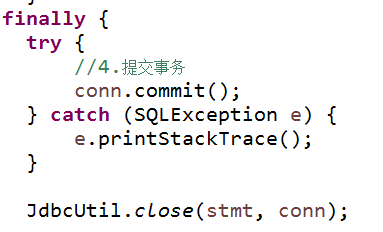 finally {
try {
//4.提交事务
conn.commit();
} catch (SQLException e) {
e.printStackTrace();
}
JdbcUtil.close(stmt, conn);